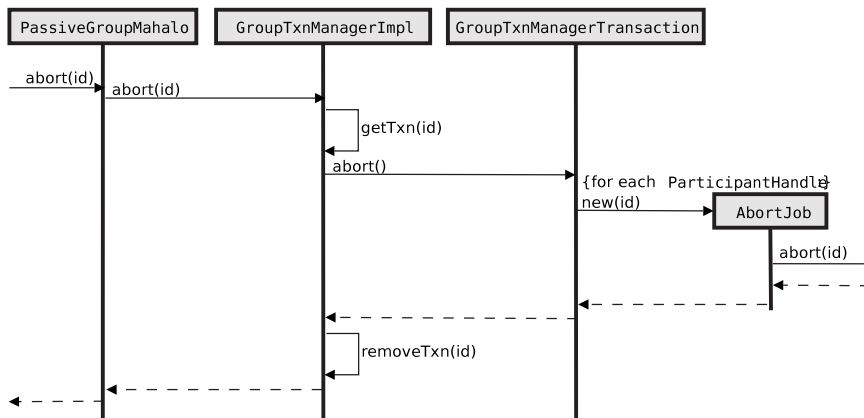 PassiveGroupMahalo
GroupTxnManagerImpl
GroupTxnManagerTransaction
abort(id)
abort(id)
getTxn(id)
abort()
{for each ParticipantHandle}
new(id)
AbortJob
abort(id)
removeTxn(id)